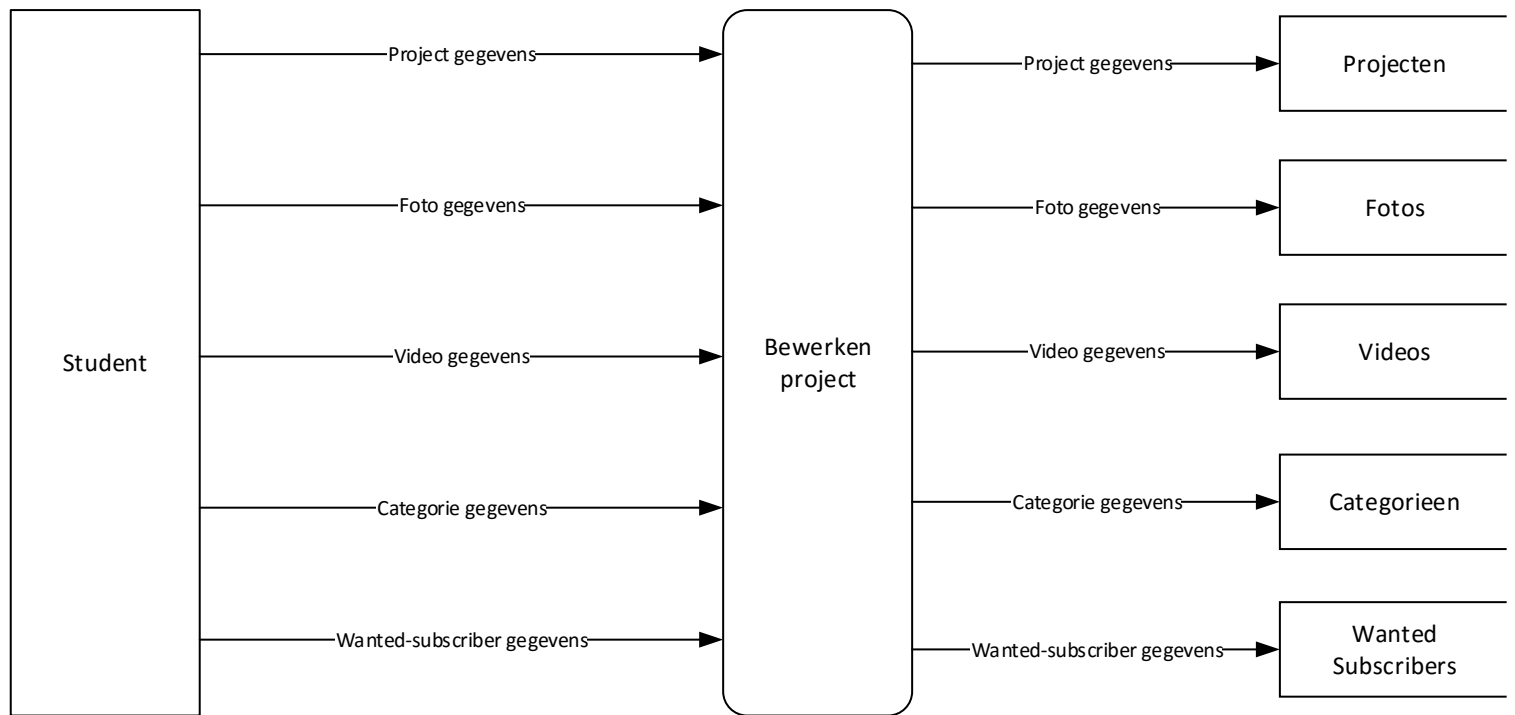 Project gegevens
Project gegevens
Projecten
Foto gegevens
Foto gegevens
Fotos
Student
Video gegevens
Bewerken
project
Video gegevens
Videos
Categorie gegevens
Categorie gegevens
Categorieen
Wanted-subscriber gegevens
Wanted-subscriber gegevens
Wanted
Subscribers